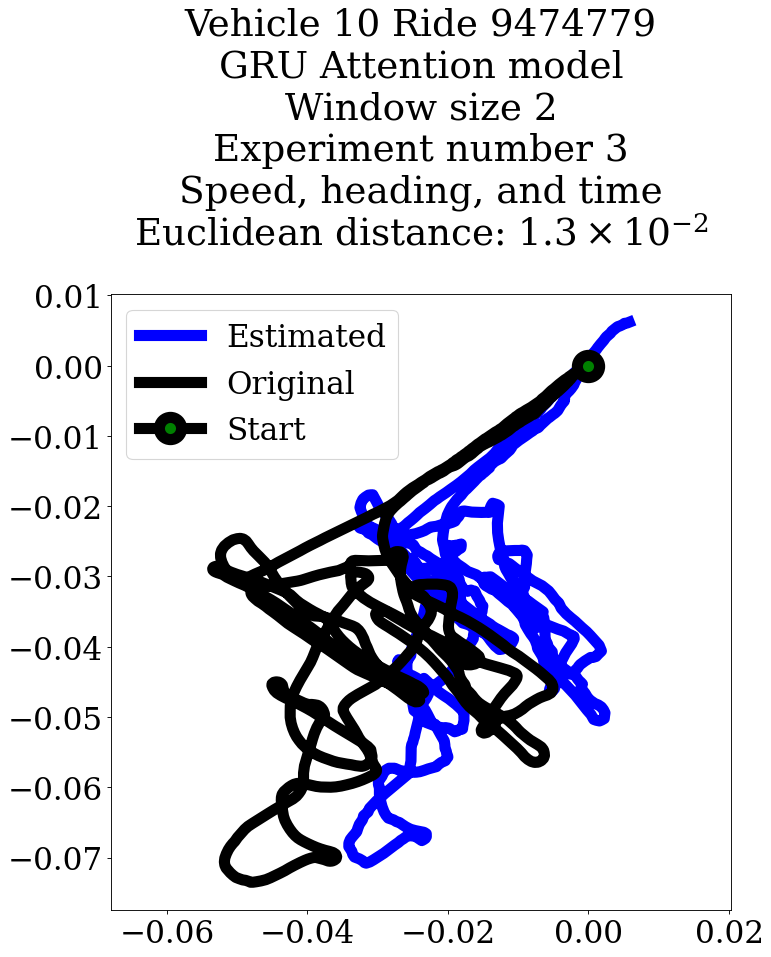 Vehicle 10 Ride 9474779
GRU Attention model
Window size 2
Experiment number 3
Speed, heading, and time
Euclidean distance: 1.3 × 10⁻²
Estimated
Original
Start
0.01
0.00
−0.01
−0.02
−0.03
−0.04
−0.05
−0.06
−0.07
−0.06 −0.04 −0.02 0.00 0.02